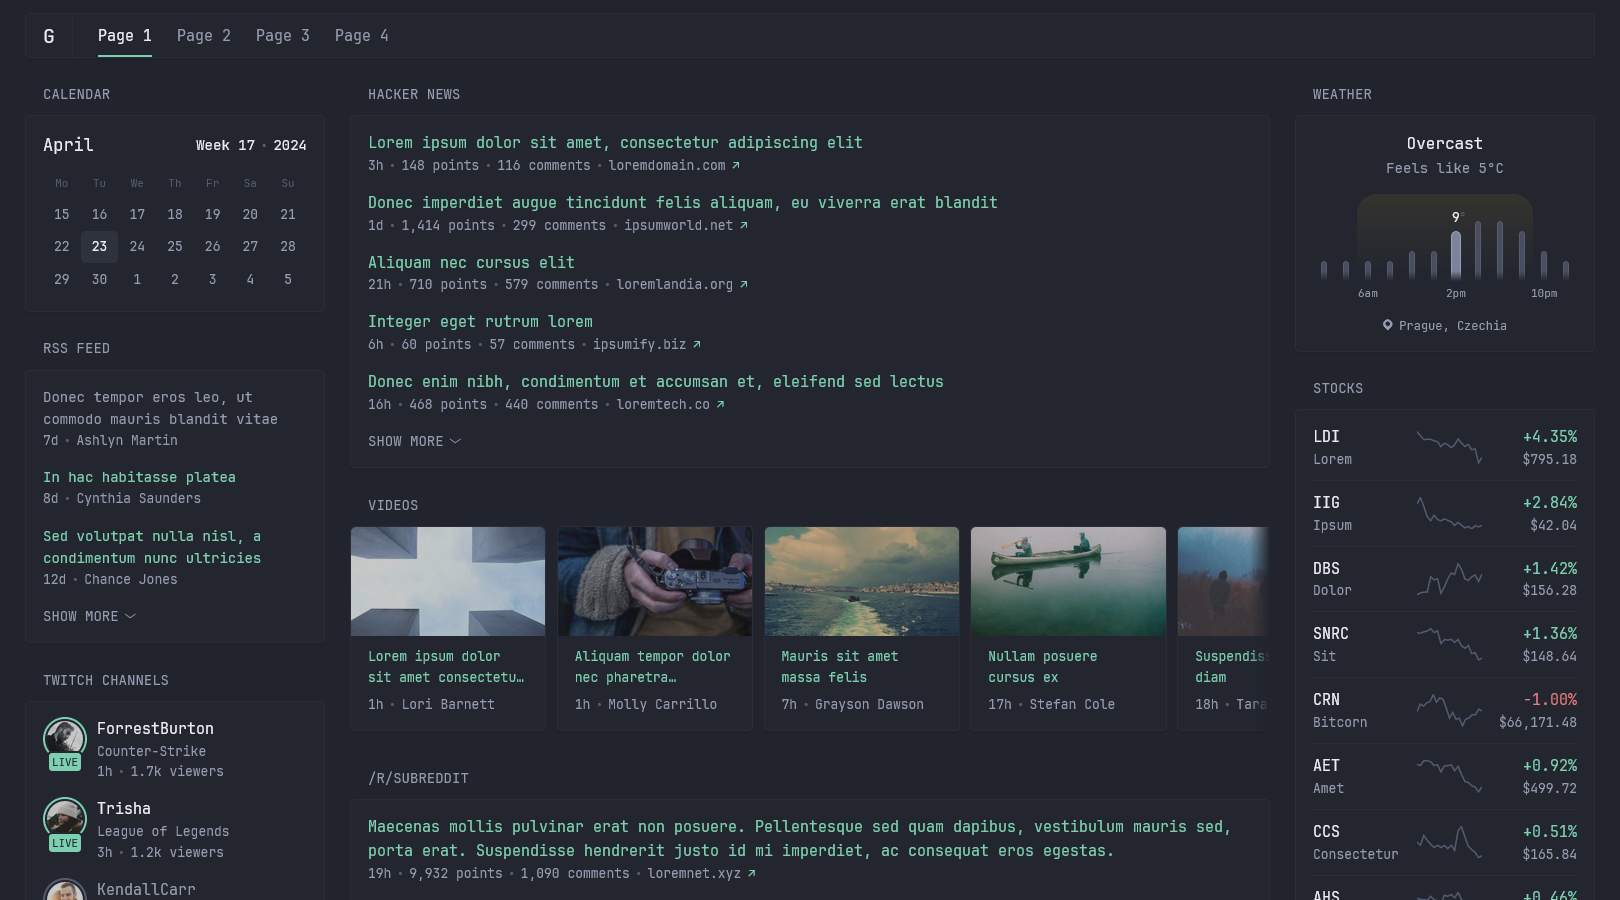 G
Page 1
Page 2
Page 3
Page 4
CALENDAR
April
Week 17 • 2024
Mo Tu We Th Fr Sa Su
15 16 17 18 19 20 21
22 23 24 25 26 27 28
29 30 1 2 3 4 5
RSS FEED
Donec tempor eros leo, ut
commodo mauris blandit vitae
7d • Ashlyn Martin
In hac habitasse platea
8d • Cynthia Saunders
Sed volutpat nulla nisl, a
condimentum nunc ultricies
12d • Chance Jones
SHOW MORE
TWITCH CHANNELS
ForrestBurton
Counter-Strike
LIVE
1h • 1.7k viewers
Trisha
League of Legends
LIVE
3h • 1.2k viewers
KendallCarr
HACKER NEWS
Lorem ipsum dolor sit amet, consectetur adipiscing elit
3h • 148 points • 116 comments • loremdomain.com
Donec imperdiet augue tincidunt felis aliquam, eu viverra erat blandit
1d • 1,414 points • 299 comments • ipsumworld.net
Aliquam nec cursus elit
21h • 710 points • 579 comments • loremlandia.org
Integer eget rutrum lorem
6h • 60 points • 57 comments • ipsumify.biz
Donec enim nibh, condimentum et accumsan et, eleifend sed lectus
16h • 468 points • 440 comments • loremtech.co
SHOW MORE
VIDEOS
Lorem ipsum dolor
sit amet consectetu…
1h • Lori Barnett
Aliquam tempor dolor
nec pharetra…
1h • Molly Carrillo
Mauris sit amet
massa felis
7h • Grayson Dawson
Nullam posuere
cursus ex
17h • Stefan Cole
Suspendiss
diam
18h • Tara
/R/SUBREDDIT
Maecenas mollis pulvinar erat non posuere. Pellentesque sed quam dapibus, vestibulum mauris sed,
porta erat. Suspendisse hendrerit justo id mi imperdiet, ac consequat eros egestas.
19h • 9,932 points • 1,090 comments • loremnet.xyz
WEATHER
Overcast
Feels like 5°C
9°
6am 2pm 10pm
Prague, Czechia
STOCKS
LDI +4.35%
Lorem $795.18
IIG +2.84%
Ipsum $42.04
DBS +1.42%
Dolor $156.28
SNRC +1.36%
Sit $148.64
CRN -1.00%
Bitcorn $66,171.48
AET +0.92%
Amet $499.72
CCS +0.51%
Consectetur $165.84
AHS +0.46%